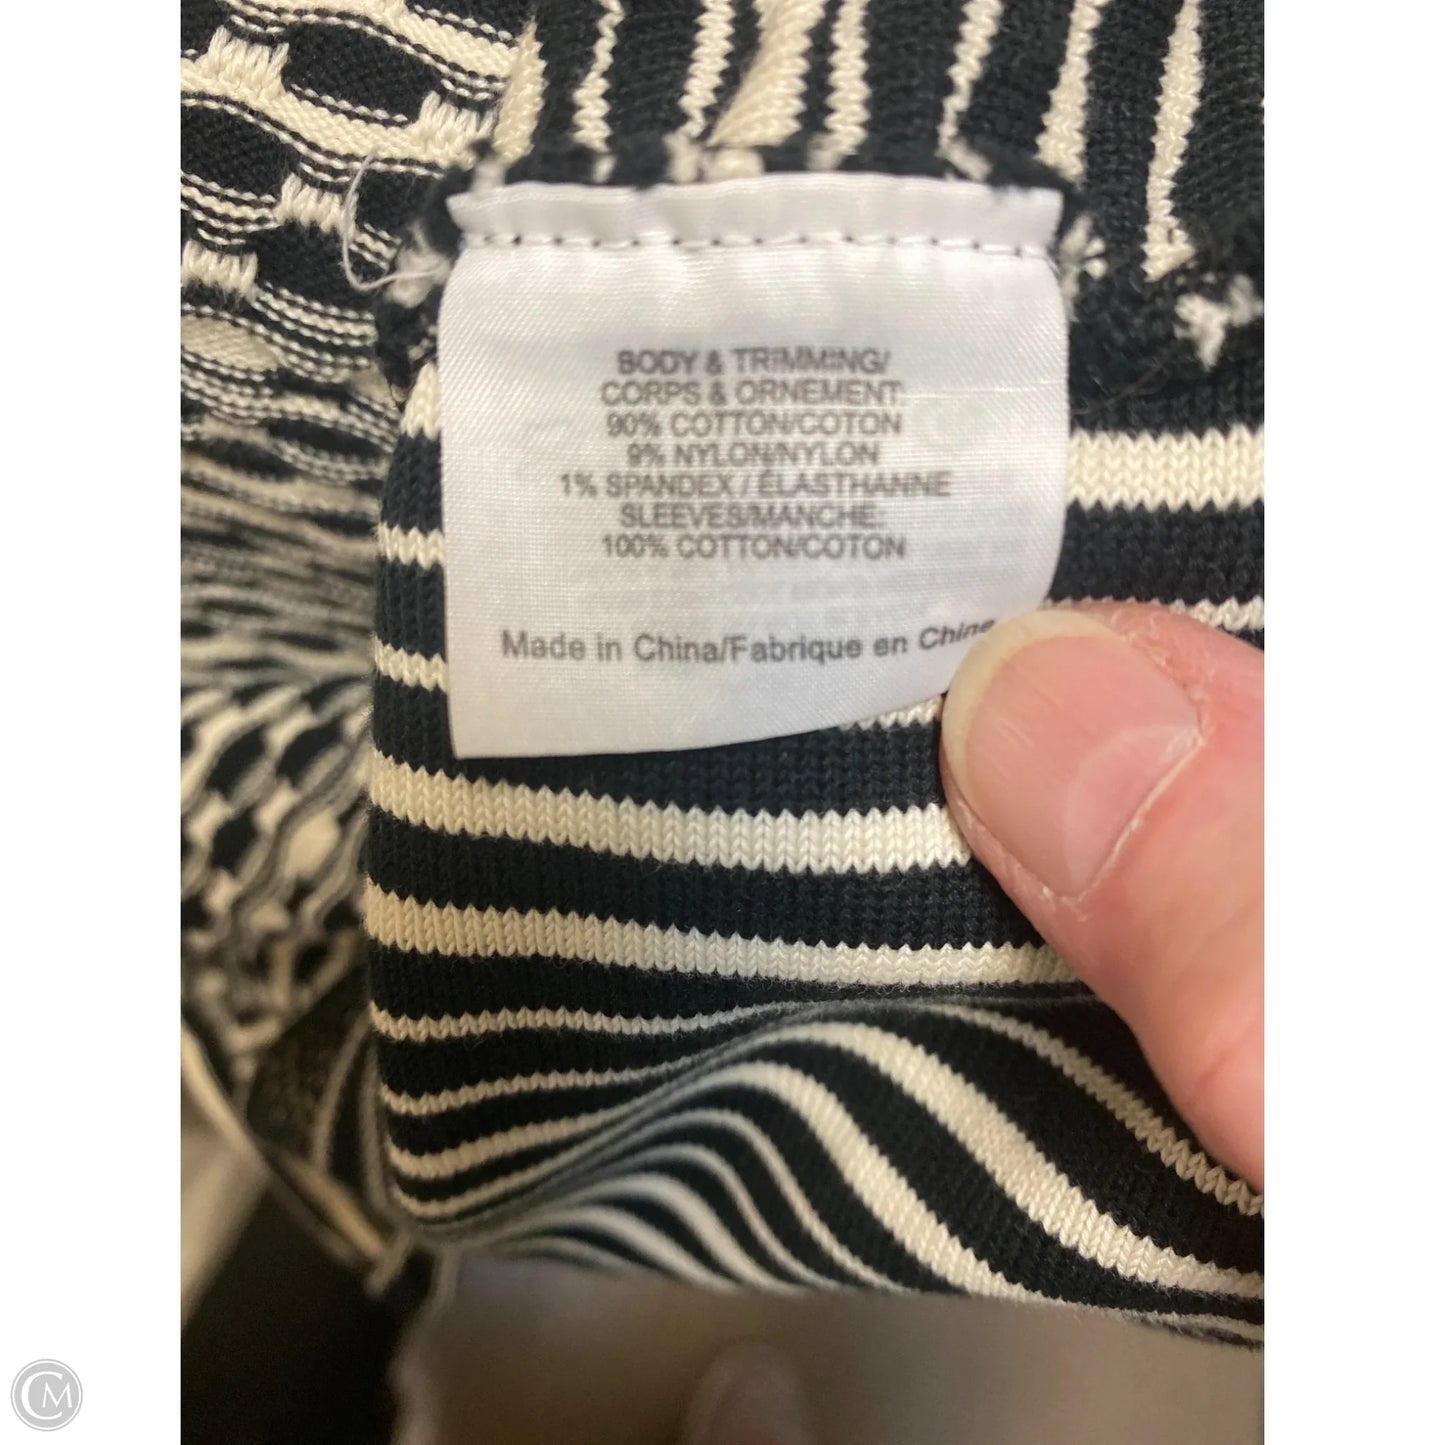 BODY & TRIMMING/
CORPS & ORNEMENT:
90% COTTON/COTON
9% NYLON/NYLON
1% SPANDEX / ÉLASTHANNE
SLEEVES/MANCHE:
100% COTTON/COTON
Made in China/Fabrique en Chine
CM